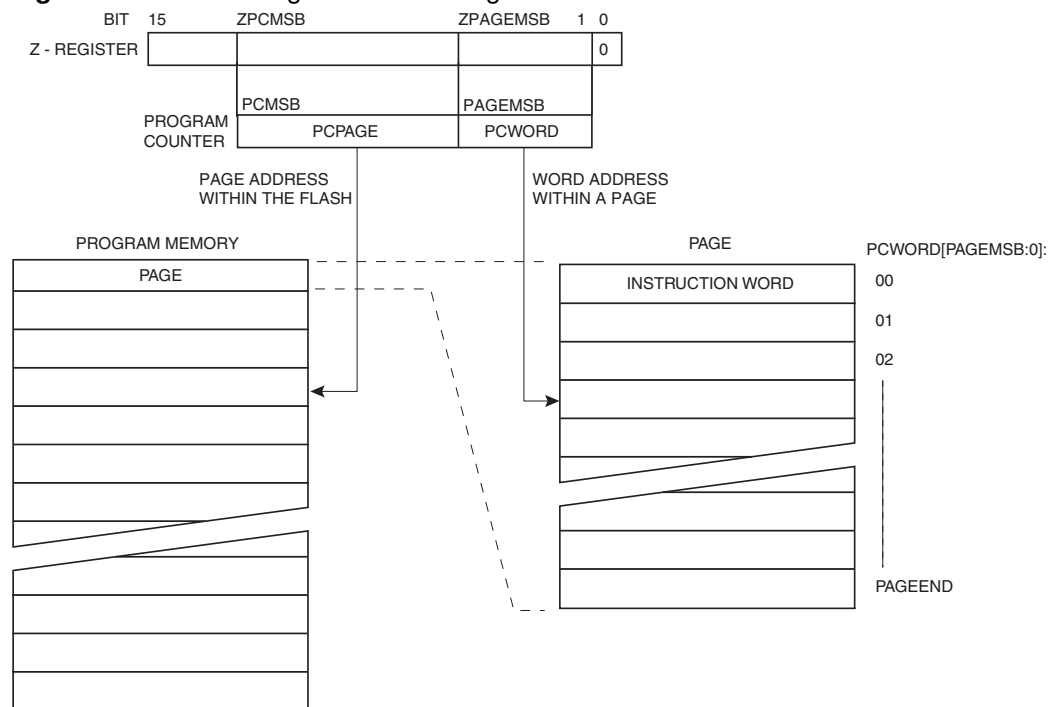 BIT 15 ZPCMSB ZPAGEMSB 1 0
Z - REGISTER 0
PCMSB PAGEMSB
PROGRAM
COUNTER
PCPAGE PCWORD
PAGE ADDRESS
WITHIN THE FLASH
WORD ADDRESS
WITHIN A PAGE
PROGRAM MEMORY
PAGE
PAGE
INSTRUCTION WORD
PCWORD[PAGEMSB:0]:
00
01
02
PAGEEND